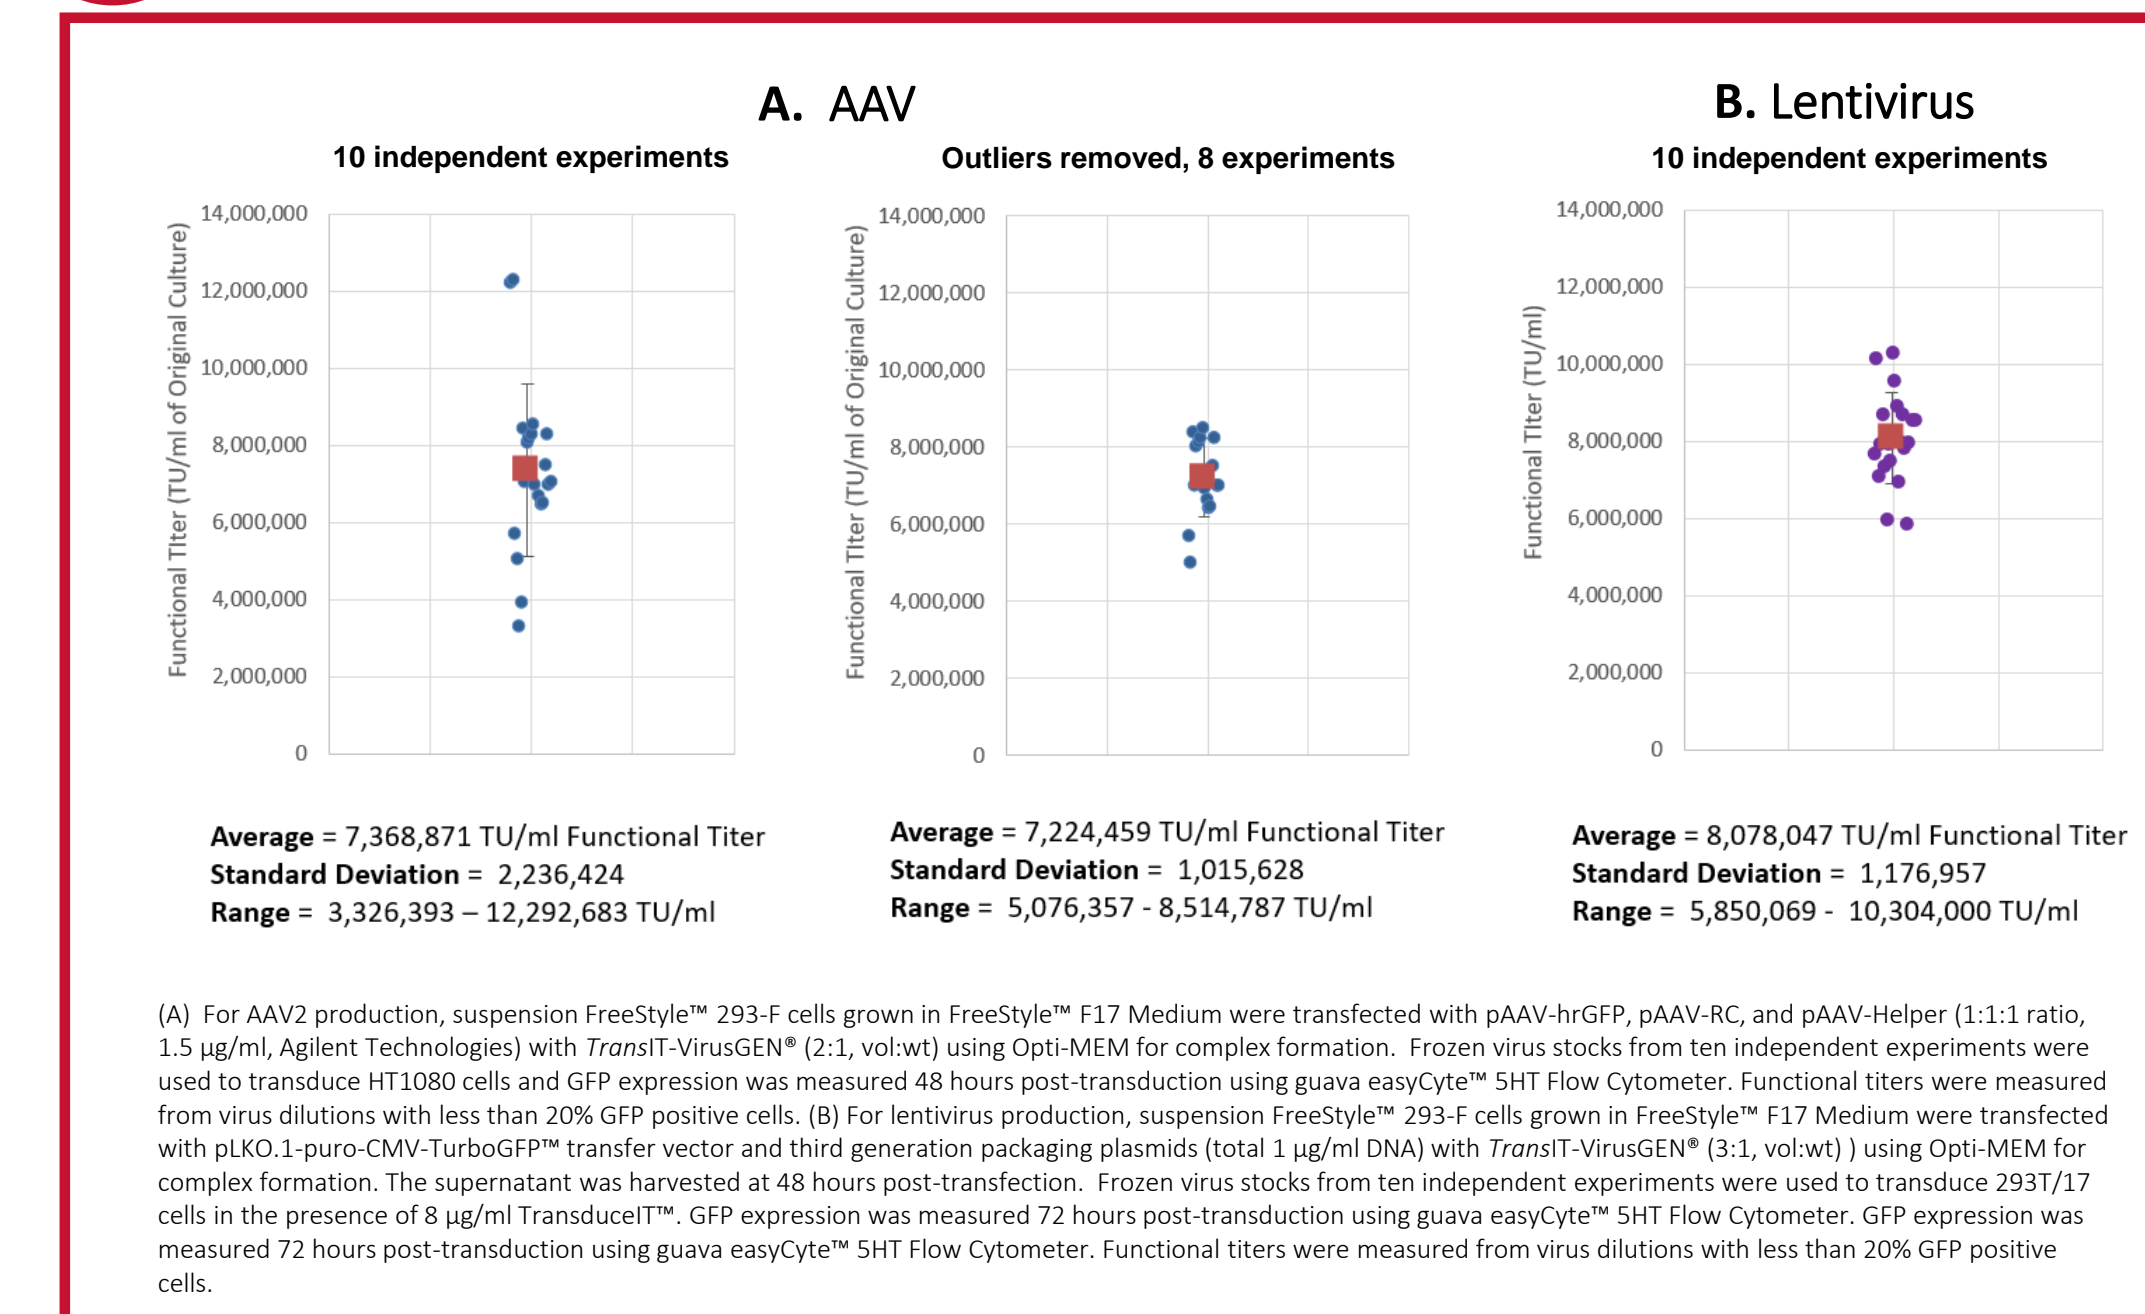 A. AAV
B. Lentivirus
10 independent experiments
Outliers removed, 8 experiments
10 independent experiments
Functional TIter (TU/ml of Original Culture)
14,000,000
12,000,000
10,000,000
8,000,000
6,000,000
4,000,000
2,000,000
0
Functional TIter (TU/ml of Original Culture)
14,000,000
12,000,000
10,000,000
8,000,000
6,000,000
4,000,000
2,000,000
0
Functional TIter (TU/ml)
14,000,000
12,000,000
10,000,000
8,000,000
6,000,000
4,000,000
2,000,000
0
Average = 7,368,871 TU/ml Functional Titer
Standard Deviation = 2,236,424
Range = 3,326,393 – 12,292,683 TU/ml
Average = 7,224,459 TU/ml Functional Titer
Standard Deviation = 1,015,628
Range = 5,076,357 - 8,514,787 TU/ml
Average = 8,078,047 TU/ml Functional Titer
Standard Deviation = 1,176,957
Range = 5,850,069 - 10,304,000 TU/ml
(A) For AAV2 production, suspension FreeStyle™ 293-F cells grown in FreeStyle™ F17 Medium were transfected with pAAV-hrGFP, pAAV-RC, and pAAV-Helper (1:1:1 ratio,
1.5 µg/ml, Agilent Technologies) with TransIT-VirusGEN® (2:1, vol:wt) using Opti-MEM for complex formation. Frozen virus stocks from ten independent experiments were
used to transduce HT1080 cells and GFP expression was measured 48 hours post-transduction using guava easyCyte™ 5HT Flow Cytometer. Functional titers were measured
from virus dilutions with less than 20% GFP positive cells. (B) For lentivirus production, suspension FreeStyle™ 293-F cells grown in FreeStyle™ F17 Medium were transfected
with pLKO.1-puro-CMV-TurboGFP™ transfer vector and third generation packaging plasmids (total 1 µg/ml DNA) with TransIT-VirusGEN® (3:1, vol:wt) ) using Opti-MEM for
complex formation. The supernatant was harvested at 48 hours post-transfection. Frozen virus stocks from ten independent experiments were used to transduce 293T/17
cells in the presence of 8 µg/ml TransduceIT™. GFP expression was measured 72 hours post-transduction using guava easyCyte™ 5HT Flow Cytometer. GFP expression was
measured 72 hours post-transduction using guava easyCyte™ 5HT Flow Cytometer. Functional titers were measured from virus dilutions with less than 20% GFP positive
cells.